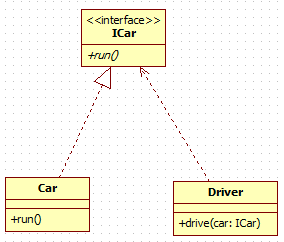 <<interface>>
ICar
+run()
Car
+run()
Driver
+drive(car: ICar)